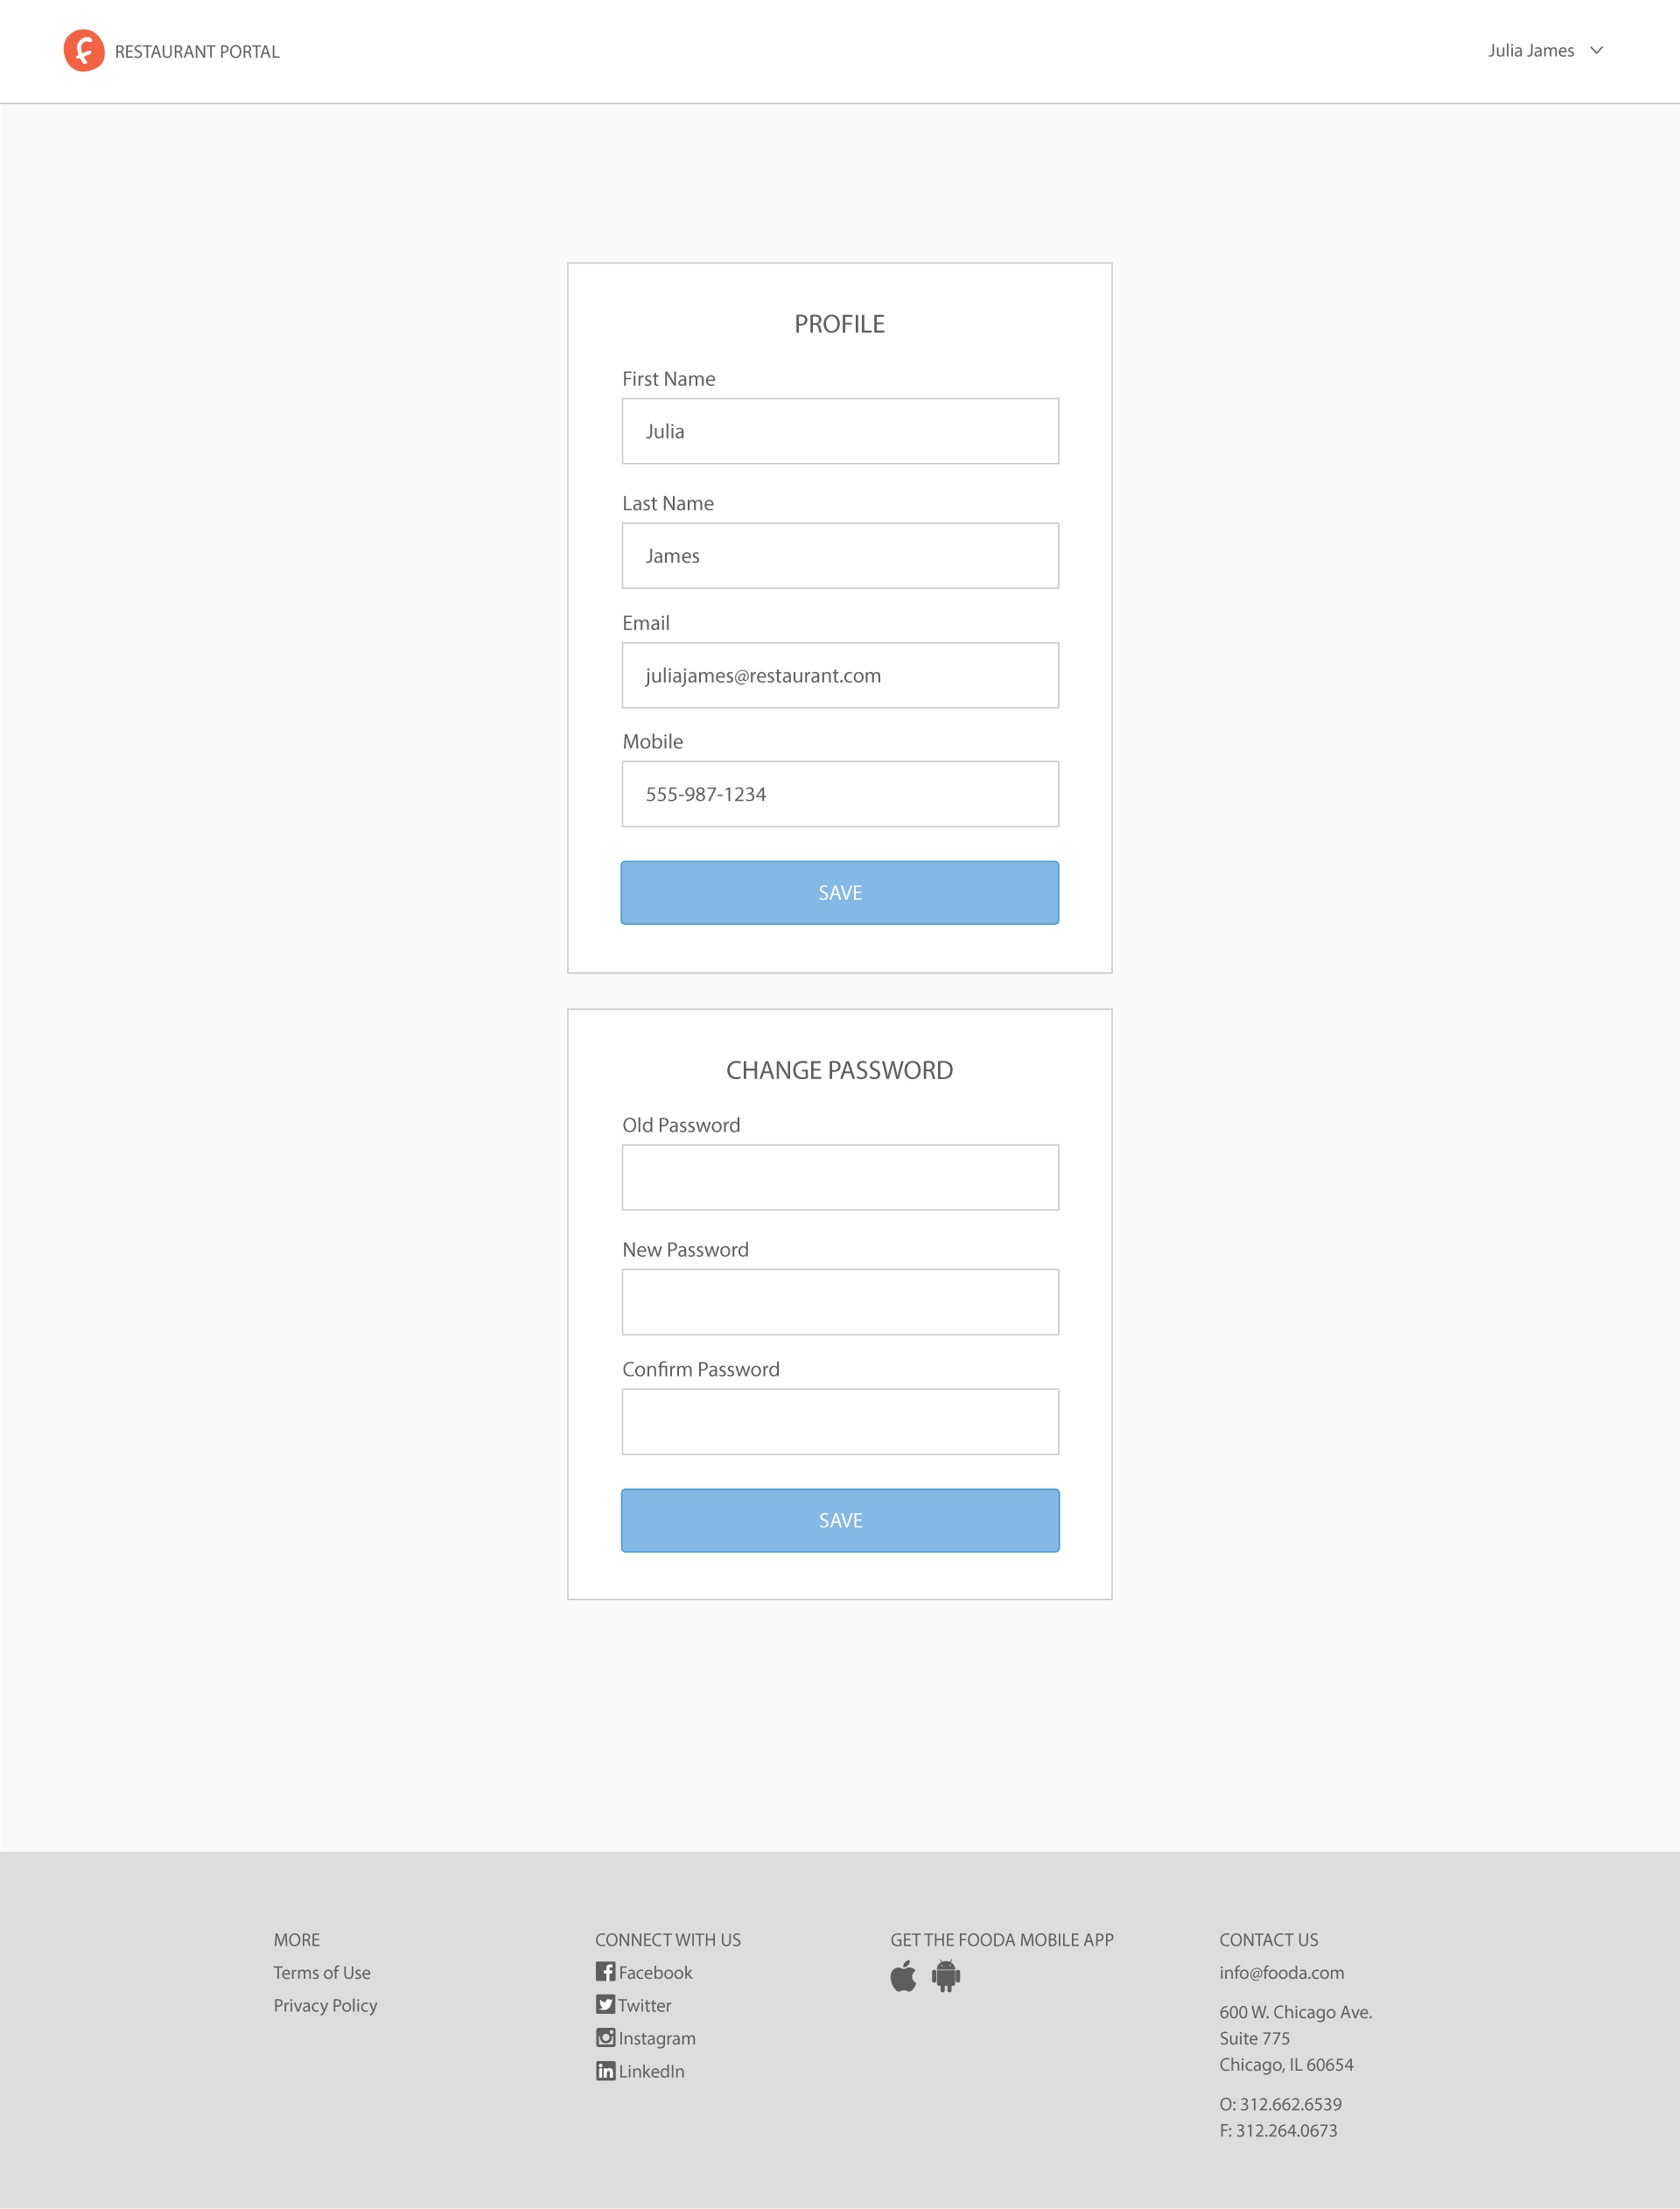 RESTAURANT PORTAL
Julia James
PROFILE
First Name
Julia
Last Name
James
Email
juliajames@restaurant.com
Mobile
555-987-1234
SAVE
CHANGE PASSWORD
Old Password
New Password
Confirm Password
SAVE
MORE
Terms of Use
Privacy Policy
CONNECT WITH US
Facebook
Twitter
Instagram
LinkedIn
GET THE FOODA MOBILE APP
CONTACT US
info@fooda.com
600 W. Chicago Ave.
Suite 775
Chicago, IL 60654
O: 312.662.6539
F: 312.264.0673